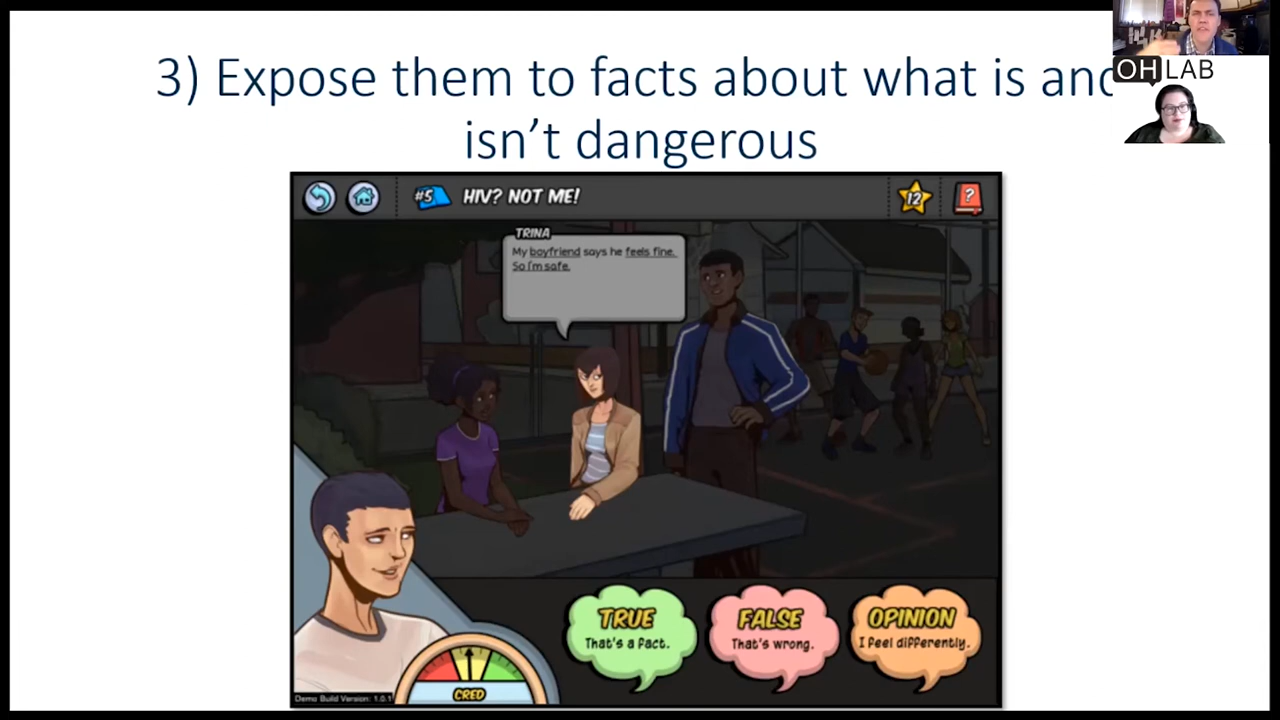 3) Expose them to facts about what is and
isn't dangerous
OHLAB
#5 HIV? NOT ME!
12
?
TRINA
My boyfriend says he feels fine.
So I'm safe.
TRUE
That's a fact.
FALSE
That's wrong.
OPINION
I feel differently.
CRED
Demo Build Version: 1.0.1